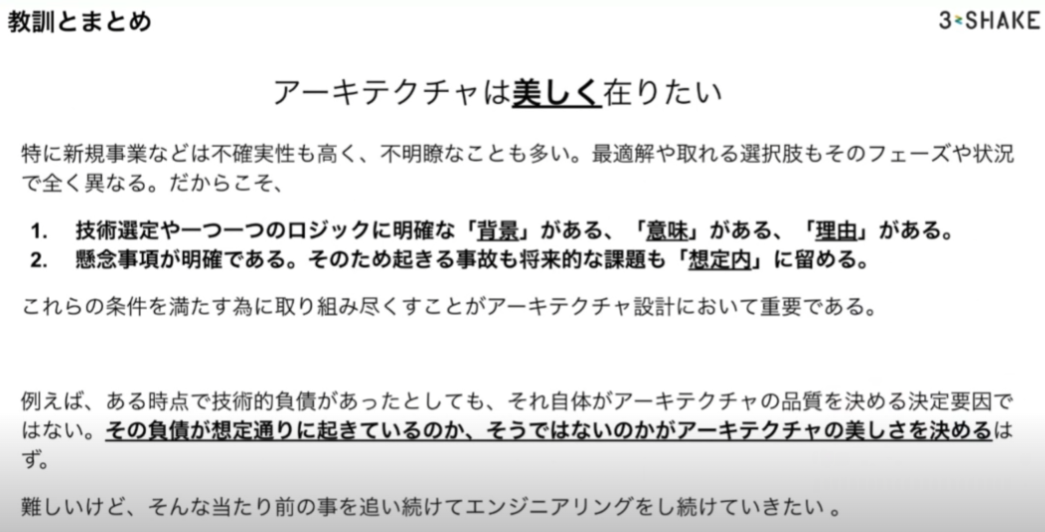 教訓とまとめ
3-SHAKE
アーキテクチャは美しく在りたい
特に新規事業などは不確実性も高く、不明瞭なことも多い。最適解や取れる選択肢もそのフェーズや状況
で全く異なる。だからこそ、
1. 技術選定や一つ一つのロジックに明確な「背景」がある、「意味」がある、「理由」がある。
2. 懸念事項が明確である。そのため起きる事故も将来的な課題も「想定内」に留める。
これらの条件を満たす為に取り組み尽くすことがアーキテクチャ設計において重要である。
例えば、ある時点で技術的負債があったとしても、それ自体がアーキテクチャの品質を決める決定要因で
はない。その負債が想定通りに起きているのか、そうではないのかがアーキテクチャの美しさを決めるは
ず。
難しいけど、そんな当たり前の事を追い続けてエンジニアリングをし続けていきたい 。